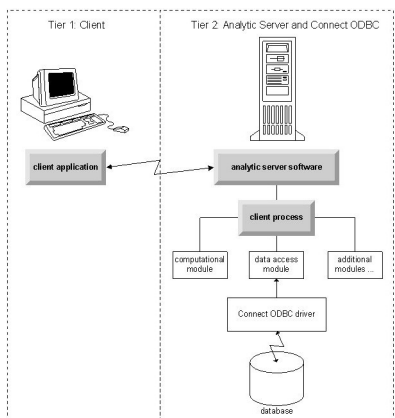 Tier 1: Client
Tier 2: Analytic Server and Connect ODBC
client application
analytic server software
client process
computational
module
data access
module
additional
modules ...
Connect ODBC driver
database